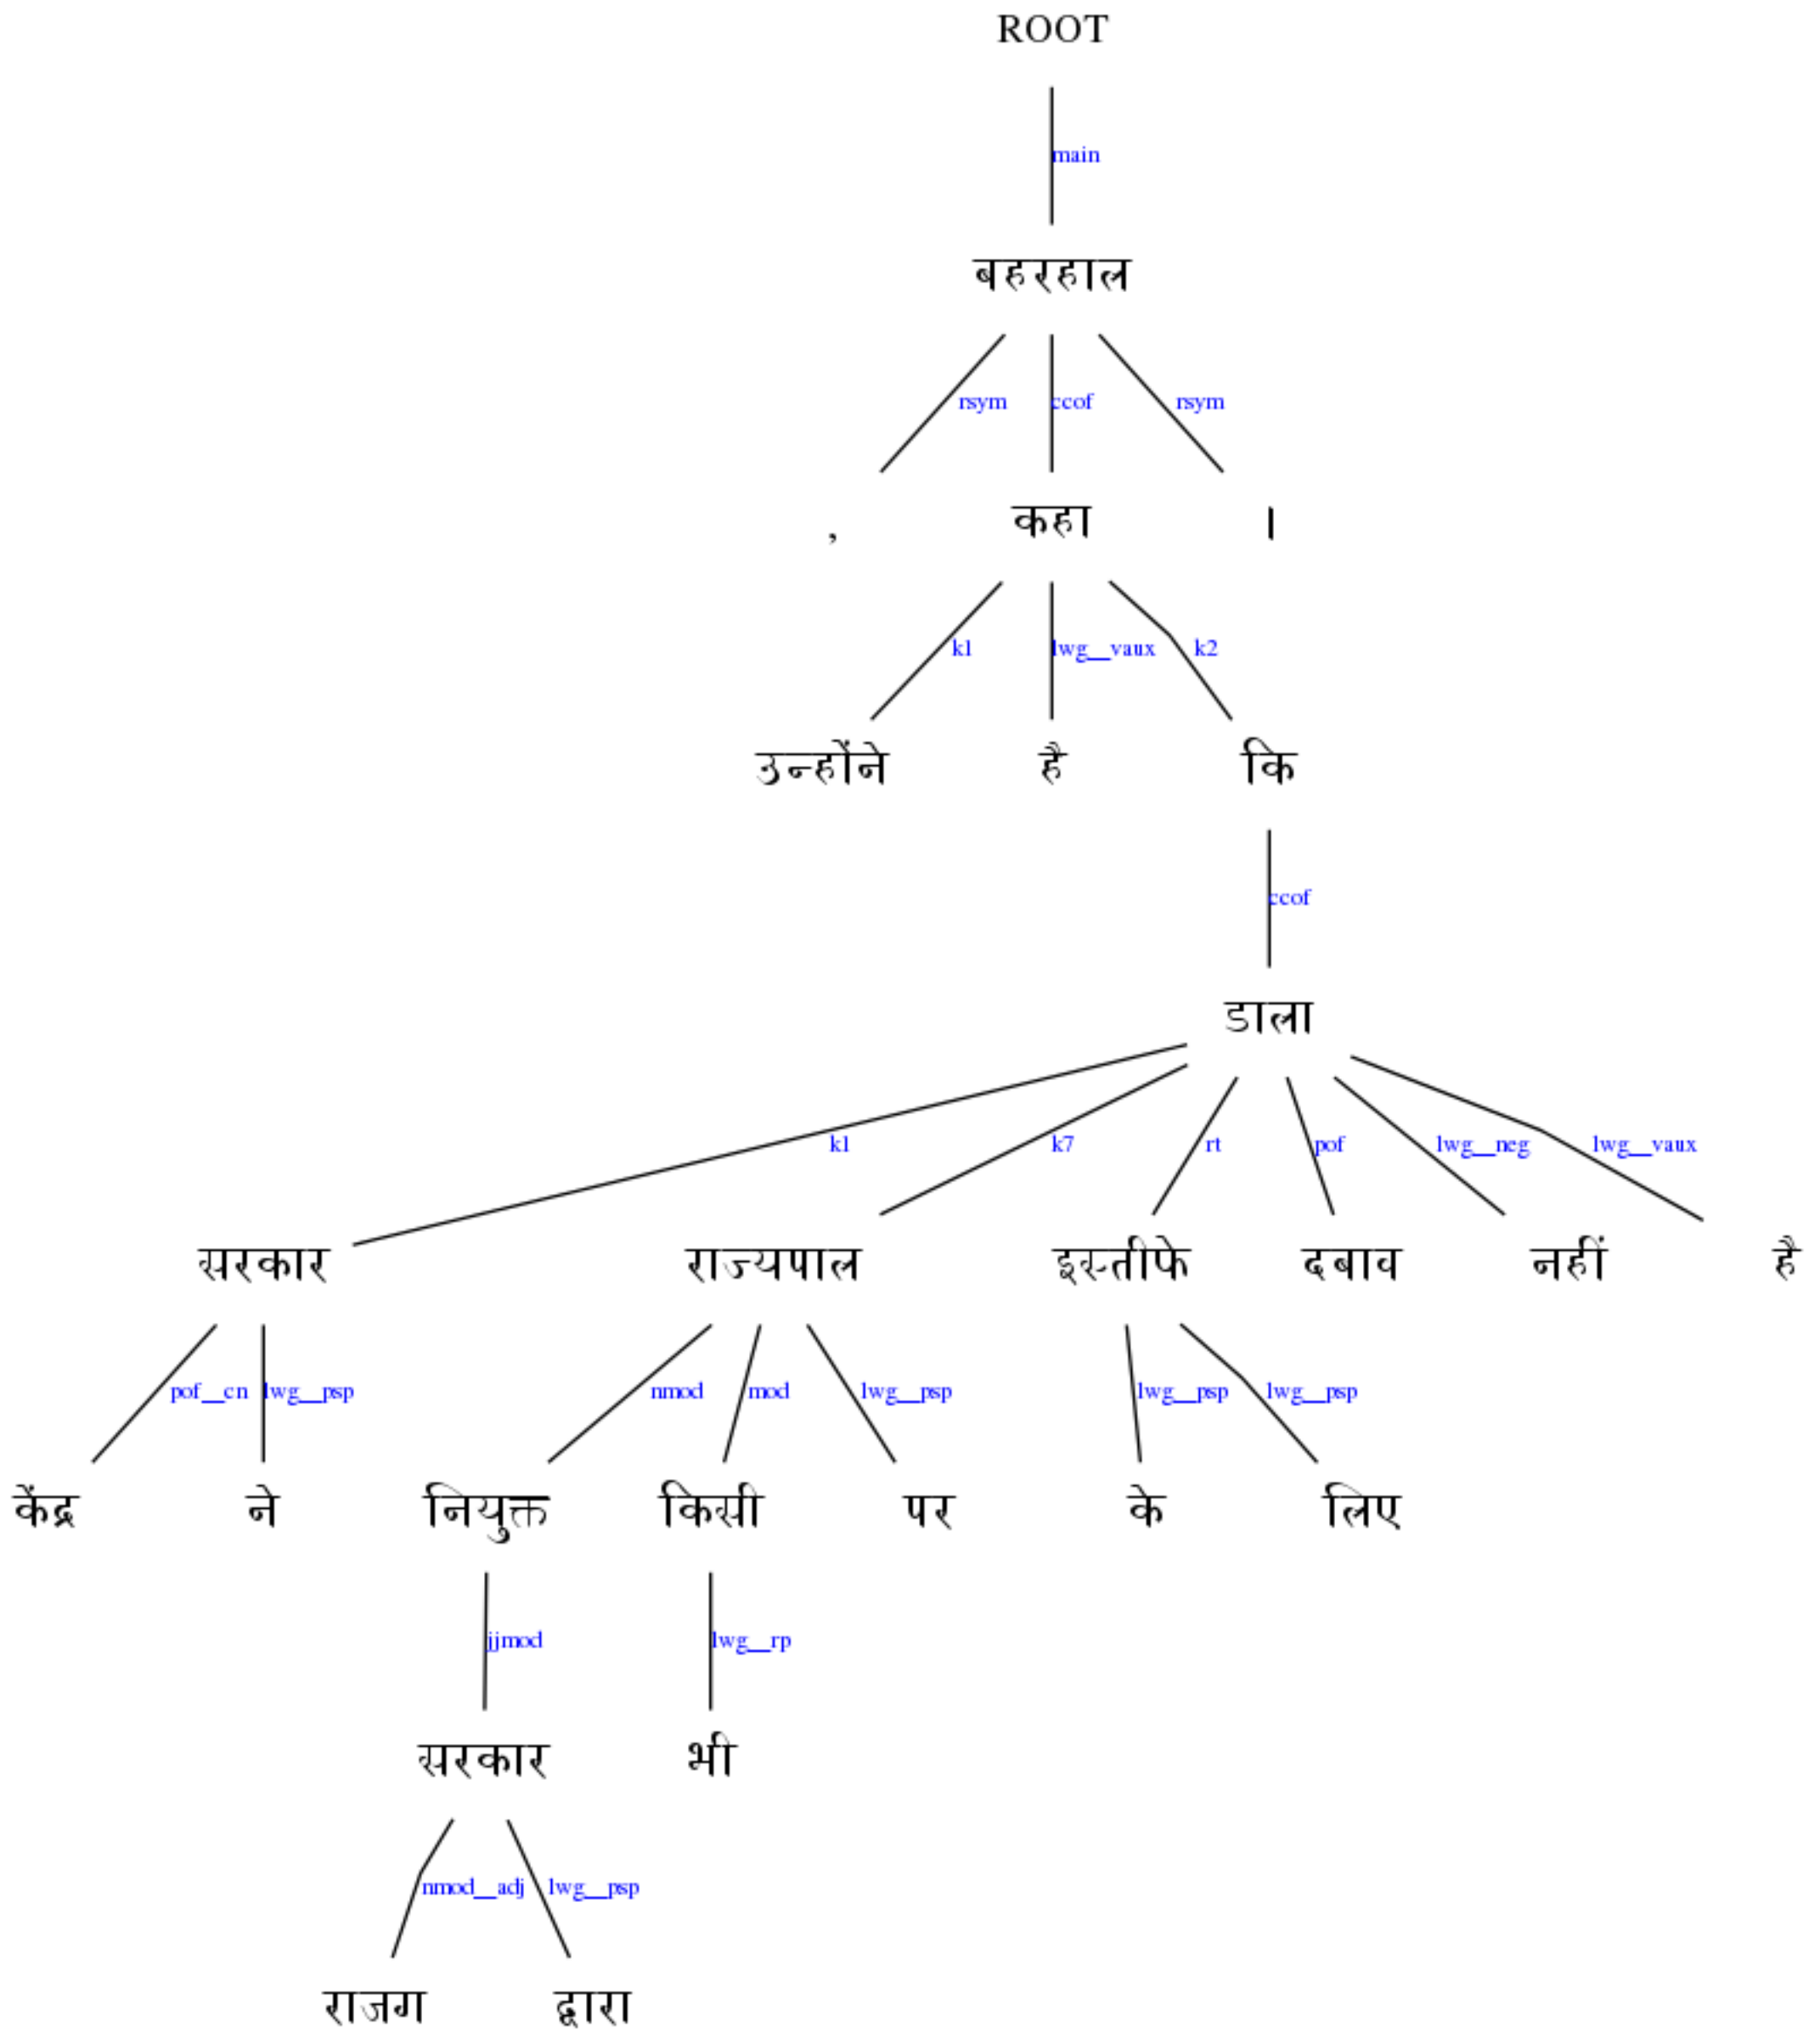 ROOT
main
बहरहाल
rsym ccof rsym
, कहा ।
k1 lwg__vaux k2
उन्होंने है कि
ccof
डाला
k1 k7 rt pof lwg__neg lwg__vaux
सरकार राज्यपाल इस्तीफे दबाव नहीं है
pof__cn lwg__psp nmod mod lwg__psp lwg__psp lwg__psp
केंद्र ने नियुक्त किसी पर के लिए
jjmod lwg__rp
सरकार भी
nmod__adj lwg__psp
राजग द्वारा